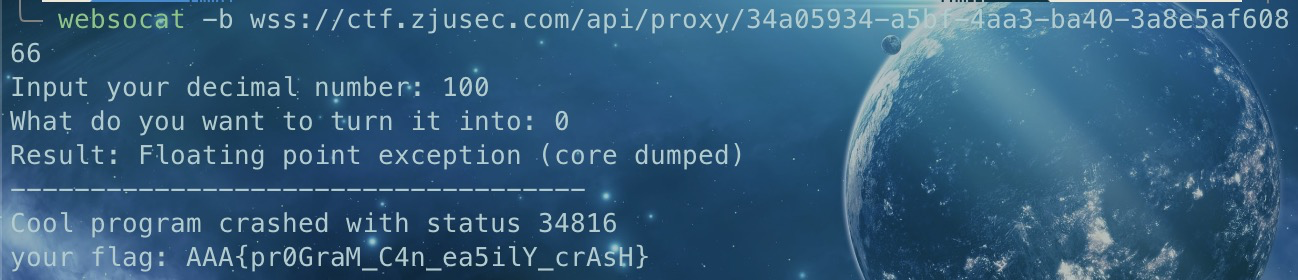 websocat -b wss://ctf.zjusec.com/api/proxy/34a05934-a5bf-4aa3-ba40-3a8e5af608
66
Input your decimal number: 100
What do you want to turn it into: 0
Result: Floating point exception (core dumped)
------------------------------------
Cool program crashed with status 34816
your flag: AAA{pr0GraM_C4n_ea5ilY_crAsH}